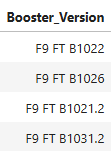 Booster_Version
F9 FT B1022
F9 FT B1026
F9 FT B1021.2
F9 FT B1031.2